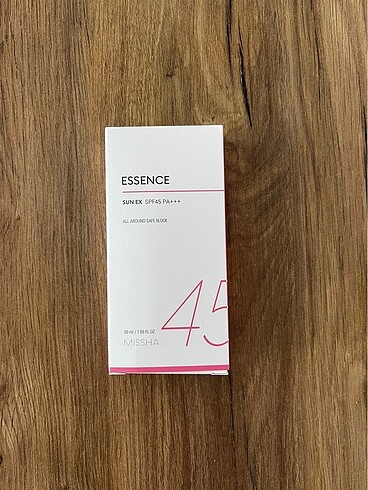 ESSENCE
SUN EX SPF45 PA+++
ALL AROUND SAFE BLOCK
45
50 ml / 1.69 FL.OZ.
MISSHA